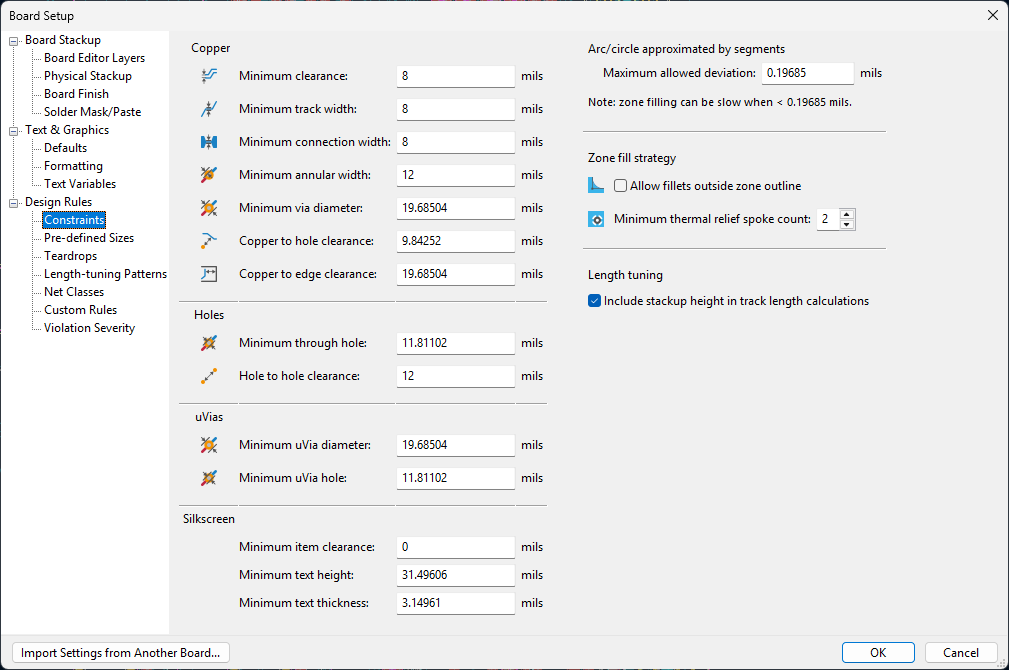 Board Setup
Board Stackup
Board Editor Layers
Physical Stackup
Board Finish
Solder Mask/Paste
Text & Graphics
Defaults
Formatting
Text Variables
Design Rules
Constraints
Pre-defined Sizes
Teardrops
Length-tuning Patterns
Net Classes
Custom Rules
Violation Severity
Copper
Minimum clearance: 8 mils
Minimum track width: 8 mils
Minimum connection width: 8 mils
Minimum annular width: 12 mils
Minimum via diameter: 19.68504 mils
Copper to hole clearance: 9.84252 mils
Copper to edge clearance: 19.68504 mils
Holes
Minimum through hole: 11.81102 mils
Hole to hole clearance: 12 mils
uVias
Minimum uVia diameter: 19.68504 mils
Minimum uVia hole: 11.81102 mils
Silkscreen
Minimum item clearance: 0 mils
Minimum text height: 31.49606 mils
Minimum text thickness: 3.14961 mils
Arc/circle approximated by segments
Maximum allowed deviation: 0.19685 mils
Note: zone filling can be slow when < 0.19685 mils.
Zone fill strategy
Allow fillets outside zone outline
Minimum thermal relief spoke count: 2
Length tuning
Include stackup height in track length calculations
Import Settings from Another Board...
OK
Cancel